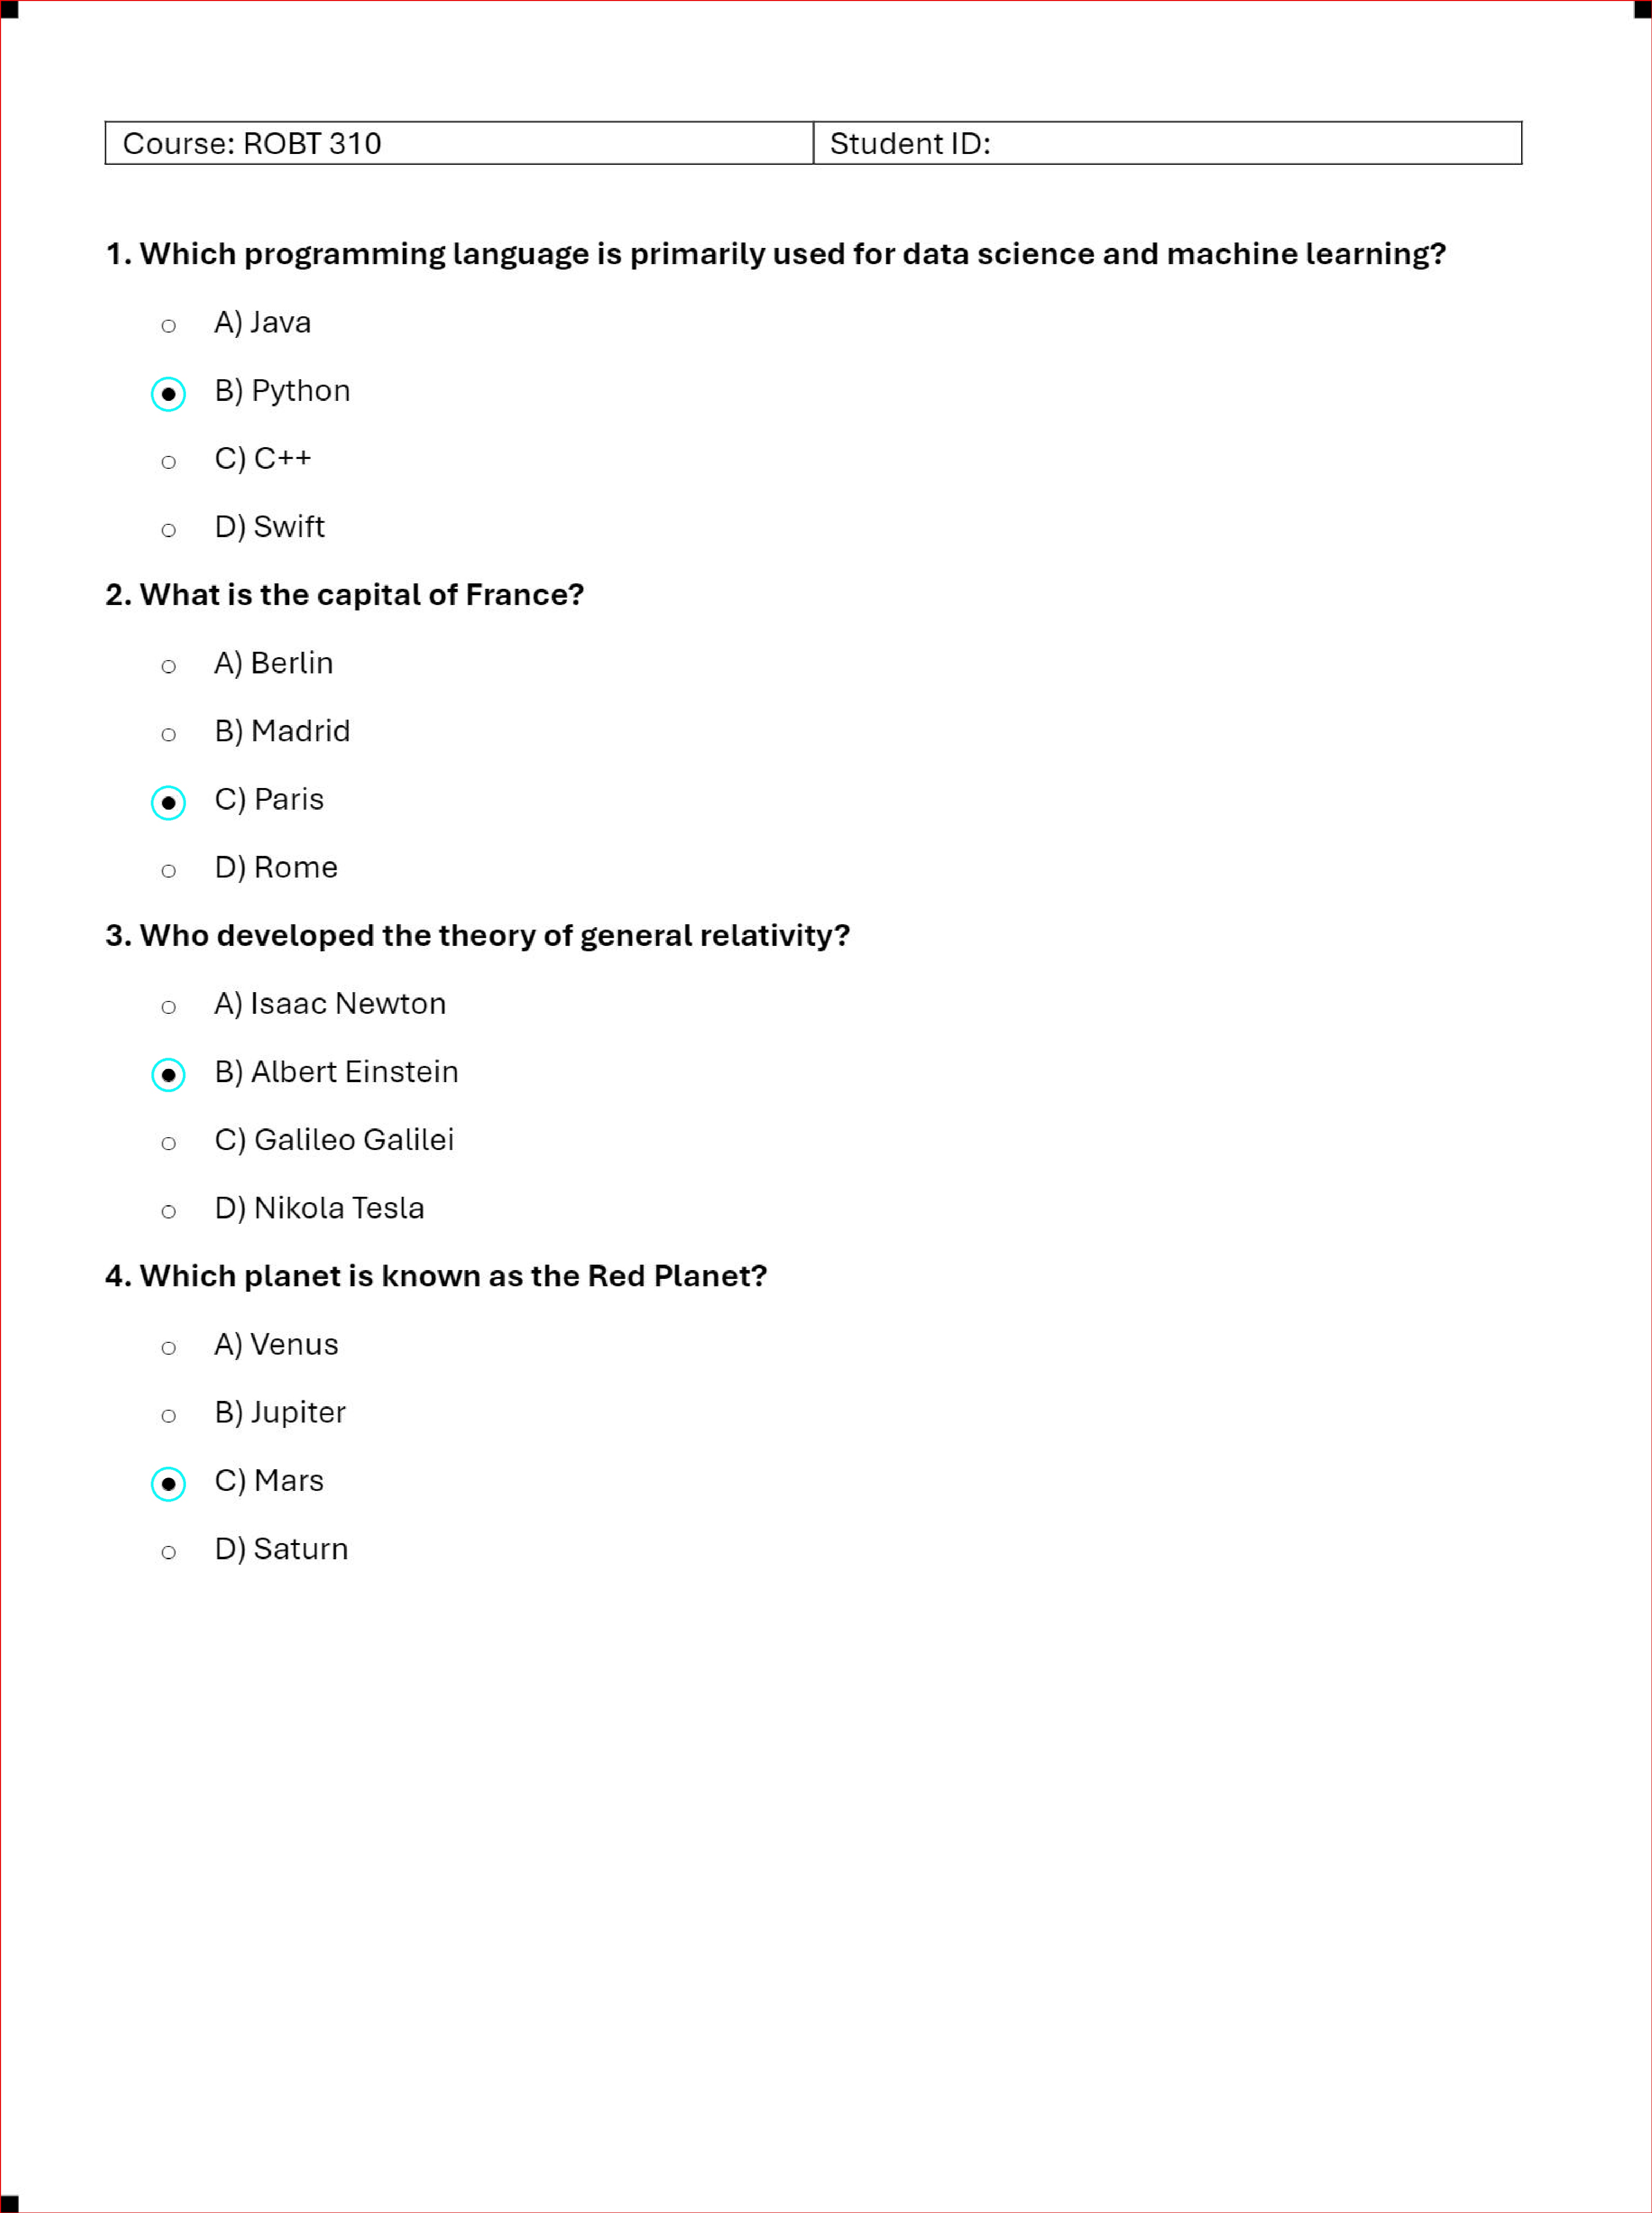 Course: ROBT 310 Student ID:
1. Which programming language is primarily used for data science and machine learning?
A) Java
B) Python
C) C++
D) Swift
2. What is the capital of France?
A) Berlin
B) Madrid
C) Paris
D) Rome
3. Who developed the theory of general relativity?
A) Isaac Newton
B) Albert Einstein
C) Galileo Galilei
D) Nikola Tesla
4. Which planet is known as the Red Planet?
A) Venus
B) Jupiter
C) Mars
D) Saturn